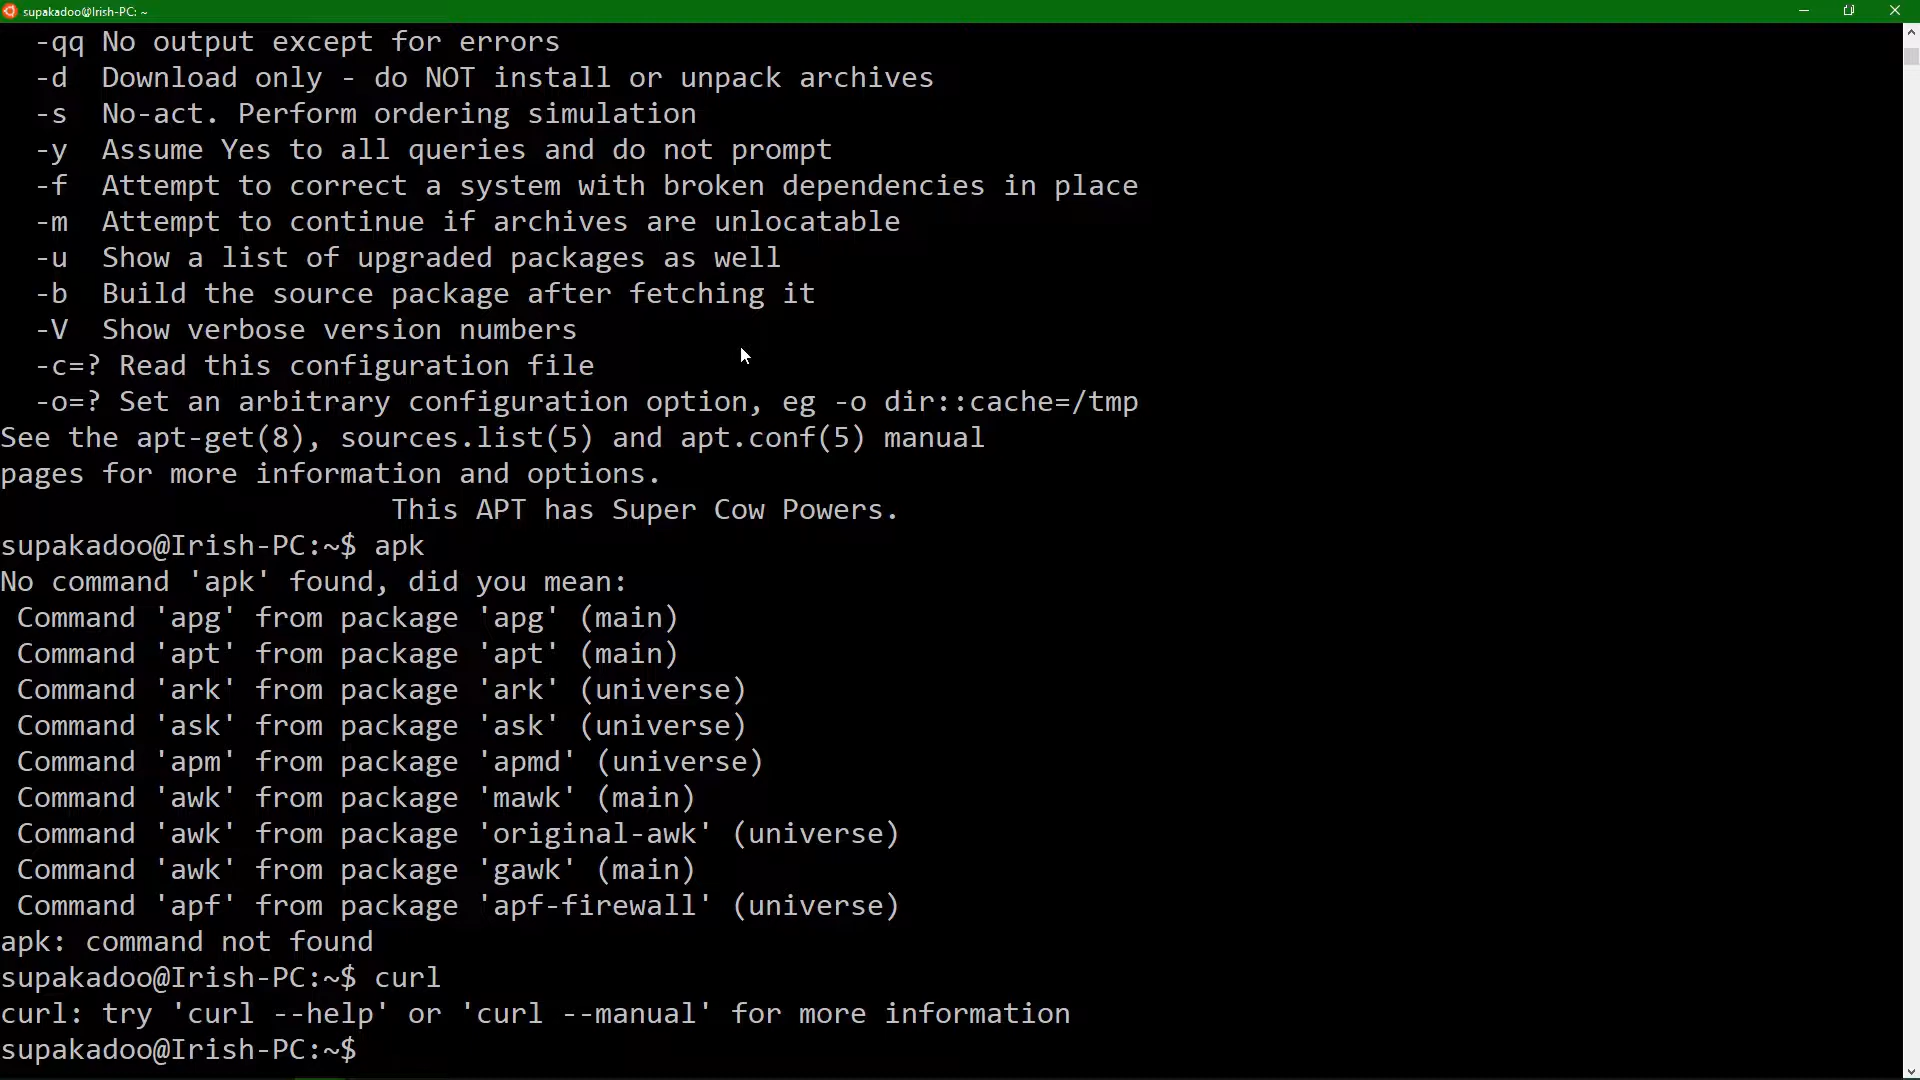 supakadoo@Irish-PC: ~
-qq No output except for errors
-d  Download only - do NOT install or unpack archives
-s  No-act. Perform ordering simulation
-y  Assume Yes to all queries and do not prompt
-f  Attempt to correct a system with broken dependencies in place
-m  Attempt to continue if archives are unlocatable
-u  Show a list of upgraded packages as well
-b  Build the source package after fetching it
-V  Show verbose version numbers
-c=? Read this configuration file
-o=? Set an arbitrary configuration option, eg -o dir::cache=/tmp
See the apt-get(8), sources.list(5) and apt.conf(5) manual
pages for more information and options.
This APT has Super Cow Powers.
supakadoo@Irish-PC:~$ apk
No command 'apk' found, did you mean:
Command 'apg' from package 'apg' (main)
Command 'apt' from package 'apt' (main)
Command 'ark' from package 'ark' (universe)
Command 'ask' from package 'ask' (universe)
Command 'apm' from package 'apmd' (universe)
Command 'awk' from package 'mawk' (main)
Command 'awk' from package 'original-awk' (universe)
Command 'awk' from package 'gawk' (main)
Command 'apf' from package 'apf-firewall' (universe)
apk: command not found
supakadoo@Irish-PC:~$ curl
curl: try 'curl --help' or 'curl --manual' for more information
supakadoo@Irish-PC:~$